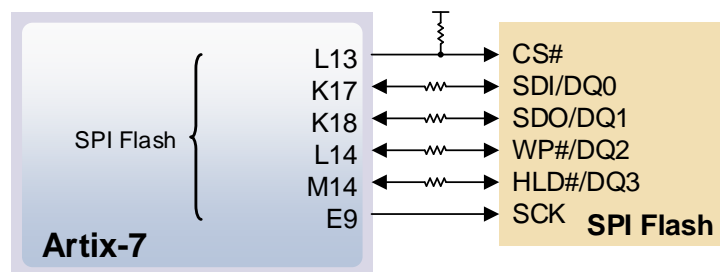 L13 CS#
K17 SDI/DQ0
K18 SDO/DQ1
SPI Flash
L14 WP#/DQ2
M14 HLD#/DQ3
E9 SCK
SPI Flash
Artix-7